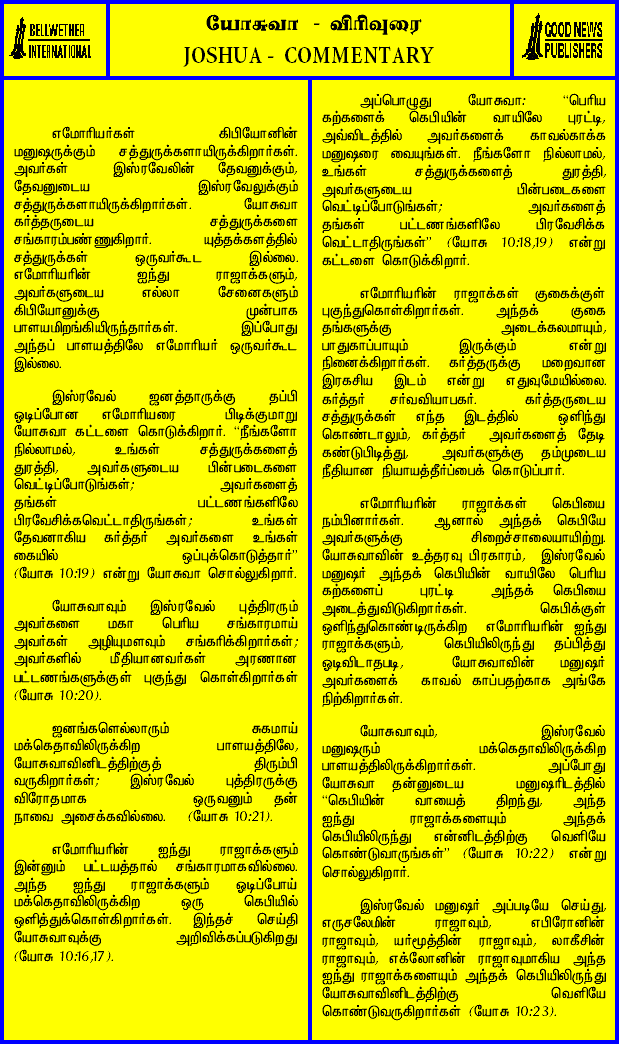 BELLWETHER
INTERNATIONAL
யோசுவா - விரிவுரை
JOSHUA - COMMENTARY
GOOD NEWS
PUBLISHERS
எமோரியர்கள் கிபியோனின்
மனுஷருக்கும் சத்துருக்களாயிருக்கிறார்கள்.
அவர்கள் இஸ்ரவேலின் தேவனுக்கும்,
தேவனுடைய இஸ்ரவேலுக்கும்
சத்துருக்களாயிருக்கிறார்கள். யோசுவா
கர்த்தருடைய சத்துருக்களை
சங்காரம்பண்ணுகிறார். யுத்தக்களத்தில்
சத்துருக்கள் ஒருவர்கூட இல்லை.
எமோரியரின் ஐந்து ராஜாக்களும்,
அவர்களுடைய எல்லா சேனைகளும்
கிபியோனுக்கு முன்பாக
பாளயமிறங்கியிருந்தார்கள். இப்போது
அந்தப் பாளயத்திலே எமோரியர் ஒருவர்கூட
இல்லை.
இஸ்ரவேல் ஜனத்தாருக்கு தப்பி
ஓடிப்போன எமோரியரை பிடிக்குமாறு
யோசுவா கட்டளை கொடுக்கிறார். “நீங்களோ
நில்லாமல், உங்கள் சத்துருக்களைத்
துரத்தி, அவர்களுடைய பின்படைகளை
வெட்டிப்போடுங்கள்; அவர்களைத்
தங்கள் பட்டணங்களிலே
பிரவேசிக்கவெட்டாதிருங்கள்; உங்கள்
தேவனாகிய கர்த்தர் அவர்களை உங்கள்
கையில் ஒப்புக்கொடுத்தார்”
(யோசு 10:19) என்று யோசுவா சொல்லுகிறார்.
யோசுவாவும் இஸ்ரவேல் புத்திரரும்
அவர்களை மகா பெரிய சங்காரமாய்
அவர்கள் அழியுமளவும் சங்கரிக்கிறார்கள்;
அவர்களில் மீதியானவர்கள் அரணான
பட்டணங்களுக்குள் புகுந்து கொள்கிறார்கள்
(யோசு 10:20).
ஜனங்களெல்லாரும் சுகமாய்
மக்கெதாவிலிருக்கிற பாளயத்திலே,
யோசுவாவினிடத்திற்குத் திரும்பி
வருகிறார்கள்; இஸ்ரவேல் புத்திரருக்கு
விரோதமாக ஒருவனும் தன்
நாவை அசைக்கவில்லை. (யோசு 10:21).
எமோரியரின் ஐந்து ராஜாக்களும்
இன்னும் பட்டயத்தால் சங்காரமாகவில்லை.
அந்த ஐந்து ராஜாக்களும் ஓடிப்போய்
மக்கெதாவிலிருக்கிற ஒரு கெபியில்
ஒளித்துக்கொள்கிறார்கள். இந்தச் செய்தி
யோசுவாவுக்கு அறிவிக்கப்படுகிறது
(யோசு 10:16,17).
அப்பொழுது யோசுவா: “பெரிய
கற்களைக் கெபியின் வாயிலே புரட்டி,
அவ்விடத்தில் அவர்களைக் காவல்காக்க
மனுஷரை வையுங்கள். நீங்களோ நில்லாமல்,
உங்கள் சத்துருக்களைத் துரத்தி,
அவர்களுடைய பின்படைகளை
வெட்டிப்போடுங்கள்; அவர்களைத்
தங்கள் பட்டணங்களிலே பிரவேசிக்க
வெட்டாதிருங்கள்” (யோசு 10:18,19) என்று
கட்டளை கொடுக்கிறார்.
எமோரியரின் ராஜாக்கள் குகைக்குள்
புகுந்துகொள்கிறார்கள். அந்தக் குகை
தங்களுக்கு அடைக்கலமாயும்,
பாதுகாப்பாயும் இருக்கும் என்று
நினைக்கிறார்கள். கர்த்தருக்கு மறைவான
இரகசிய இடம் என்று எதுவுமேயில்லை.
கர்த்தர் சர்வவியாபகர். கர்த்தருடைய
சத்துருக்கள் எந்த இடத்தில் ஒளிந்து
கொண்டாலும், கர்த்தர் அவர்களைத் தேடி
கண்டுபிடித்து, அவர்களுக்கு தம்முடைய
நீதியான நியாயத்தீர்ப்பைக் கொடுப்பார்.
எமோரியரின் ராஜாக்கள் கெபியை
நம்பினார்கள். ஆனால் அந்தக் கெபியே
அவர்களுக்கு சிறைச்சாலையாயிற்று.
யோசுவாவின் உத்தரவு பிரகாரம், இஸ்ரவேல்
மனுஷர் அந்தக் கெபியின் வாயிலே பெரிய
கற்களைப் புரட்டி அந்தக் கெபியை
அடைத்துவிடுகிறார்கள். கெபிக்குள்
ஒளிந்துகொண்டிருக்கிற எமோரியரின் ஐந்து
ராஜாக்களும், கெபியிலிருந்து தப்பித்து
ஓடிவிடாதபடி, யோசுவாவின் மனுஷர்
அவர்களைக் காவல் காப்பதற்காக அங்கே
நிற்கிறார்கள்.
யோசுவாவும், இஸ்ரவேல்
மனுஷரும் மக்கெதாவிலிருக்கிற
பாளயத்திலிருக்கிறார்கள். அப்போது
யோசுவா தன்னுடைய மனுஷரிடத்தில்
“கெபியின் வாயைத் திறந்து, அந்த
ஐந்து ராஜாக்களையும் அந்தக்
கெபியிலிருந்து என்னிடத்திற்கு வெளியே
கொண்டுவாருங்கள்” (யோசு 10:22) என்று
சொல்லுகிறார்.
இஸ்ரவேல் மனுஷர் அப்படியே செய்து,
எருசலேமின் ராஜாவும், எபிரோனின்
ராஜாவும், யர்மூத்தின் ராஜாவும், லாகீசின்
ராஜாவும், எக்லோனின் ராஜாவுமாகிய அந்த
ஐந்து ராஜாக்களையும் அந்தக் கெபியிலிருந்து
யோசுவாவினிடத்திற்கு வெளியே
கொண்டுவருகிறார்கள் (யோசு 10:23).